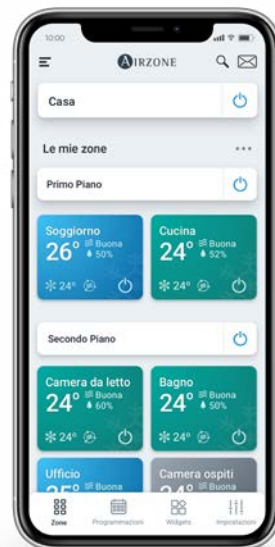 10:00
AIRZONE
Casa
Le mie zone
Primo Piano
Soggiorno
26° Buona
50%
24°
Cucina
24° Buona
52%
24°
Secondo Piano
Camera da letto
24° Buona
60%
24°
Bagno
24° Buona
50%
24°
Ufficio
Buona
Camera ospiti
Buona
Zone
Programmazioni
Widgets
Impostazioni